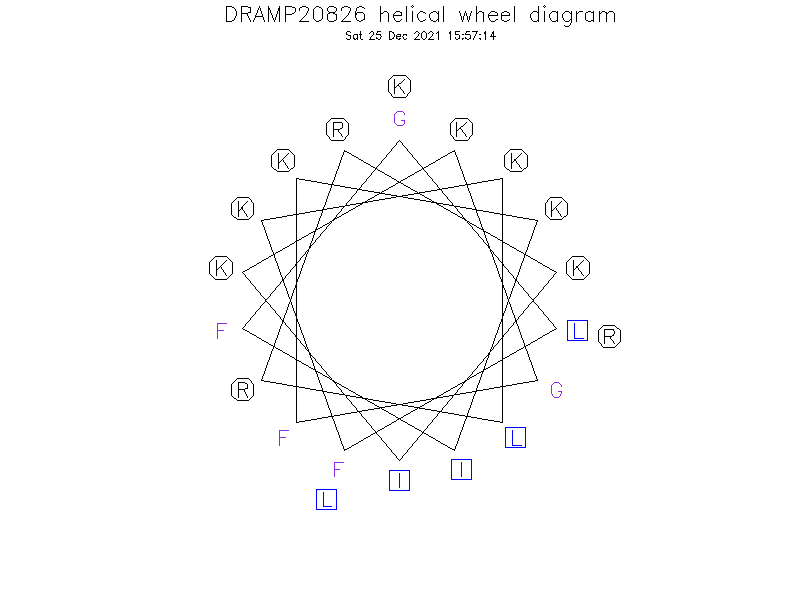 DRAMP20826 helical wheel diagram
Sat 25 Dec 2021 15:57:14
K
G
R K
K K
K K
K K
F L R
R G
F L
F I I
L